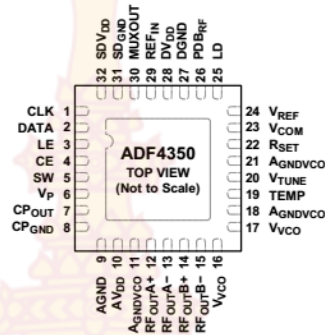 32 SDVDD
31 SDGND
30 MUXOUT
29 REFIN
28 DVDD
27 DGND
26 PDBRF
25 LD
CLK 1
DATA 2
LE 3
CE 4
SW 5
VP 6
CPOUT 7
CPGND 8
ADF4350
TOP VIEW
(Not to Scale)
24 VREF
23 VCOM
22 RSET
21 AGNDVCO
20 VTUNE
19 TEMP
18 AGNDVCO
17 VVCO
AGND 9
AVDD 10
AGNDVCO 11
RFOUTA+ 12
RFOUTA− 13
RFOUTB+ 14
RFOUTB− 15
VVCO 16